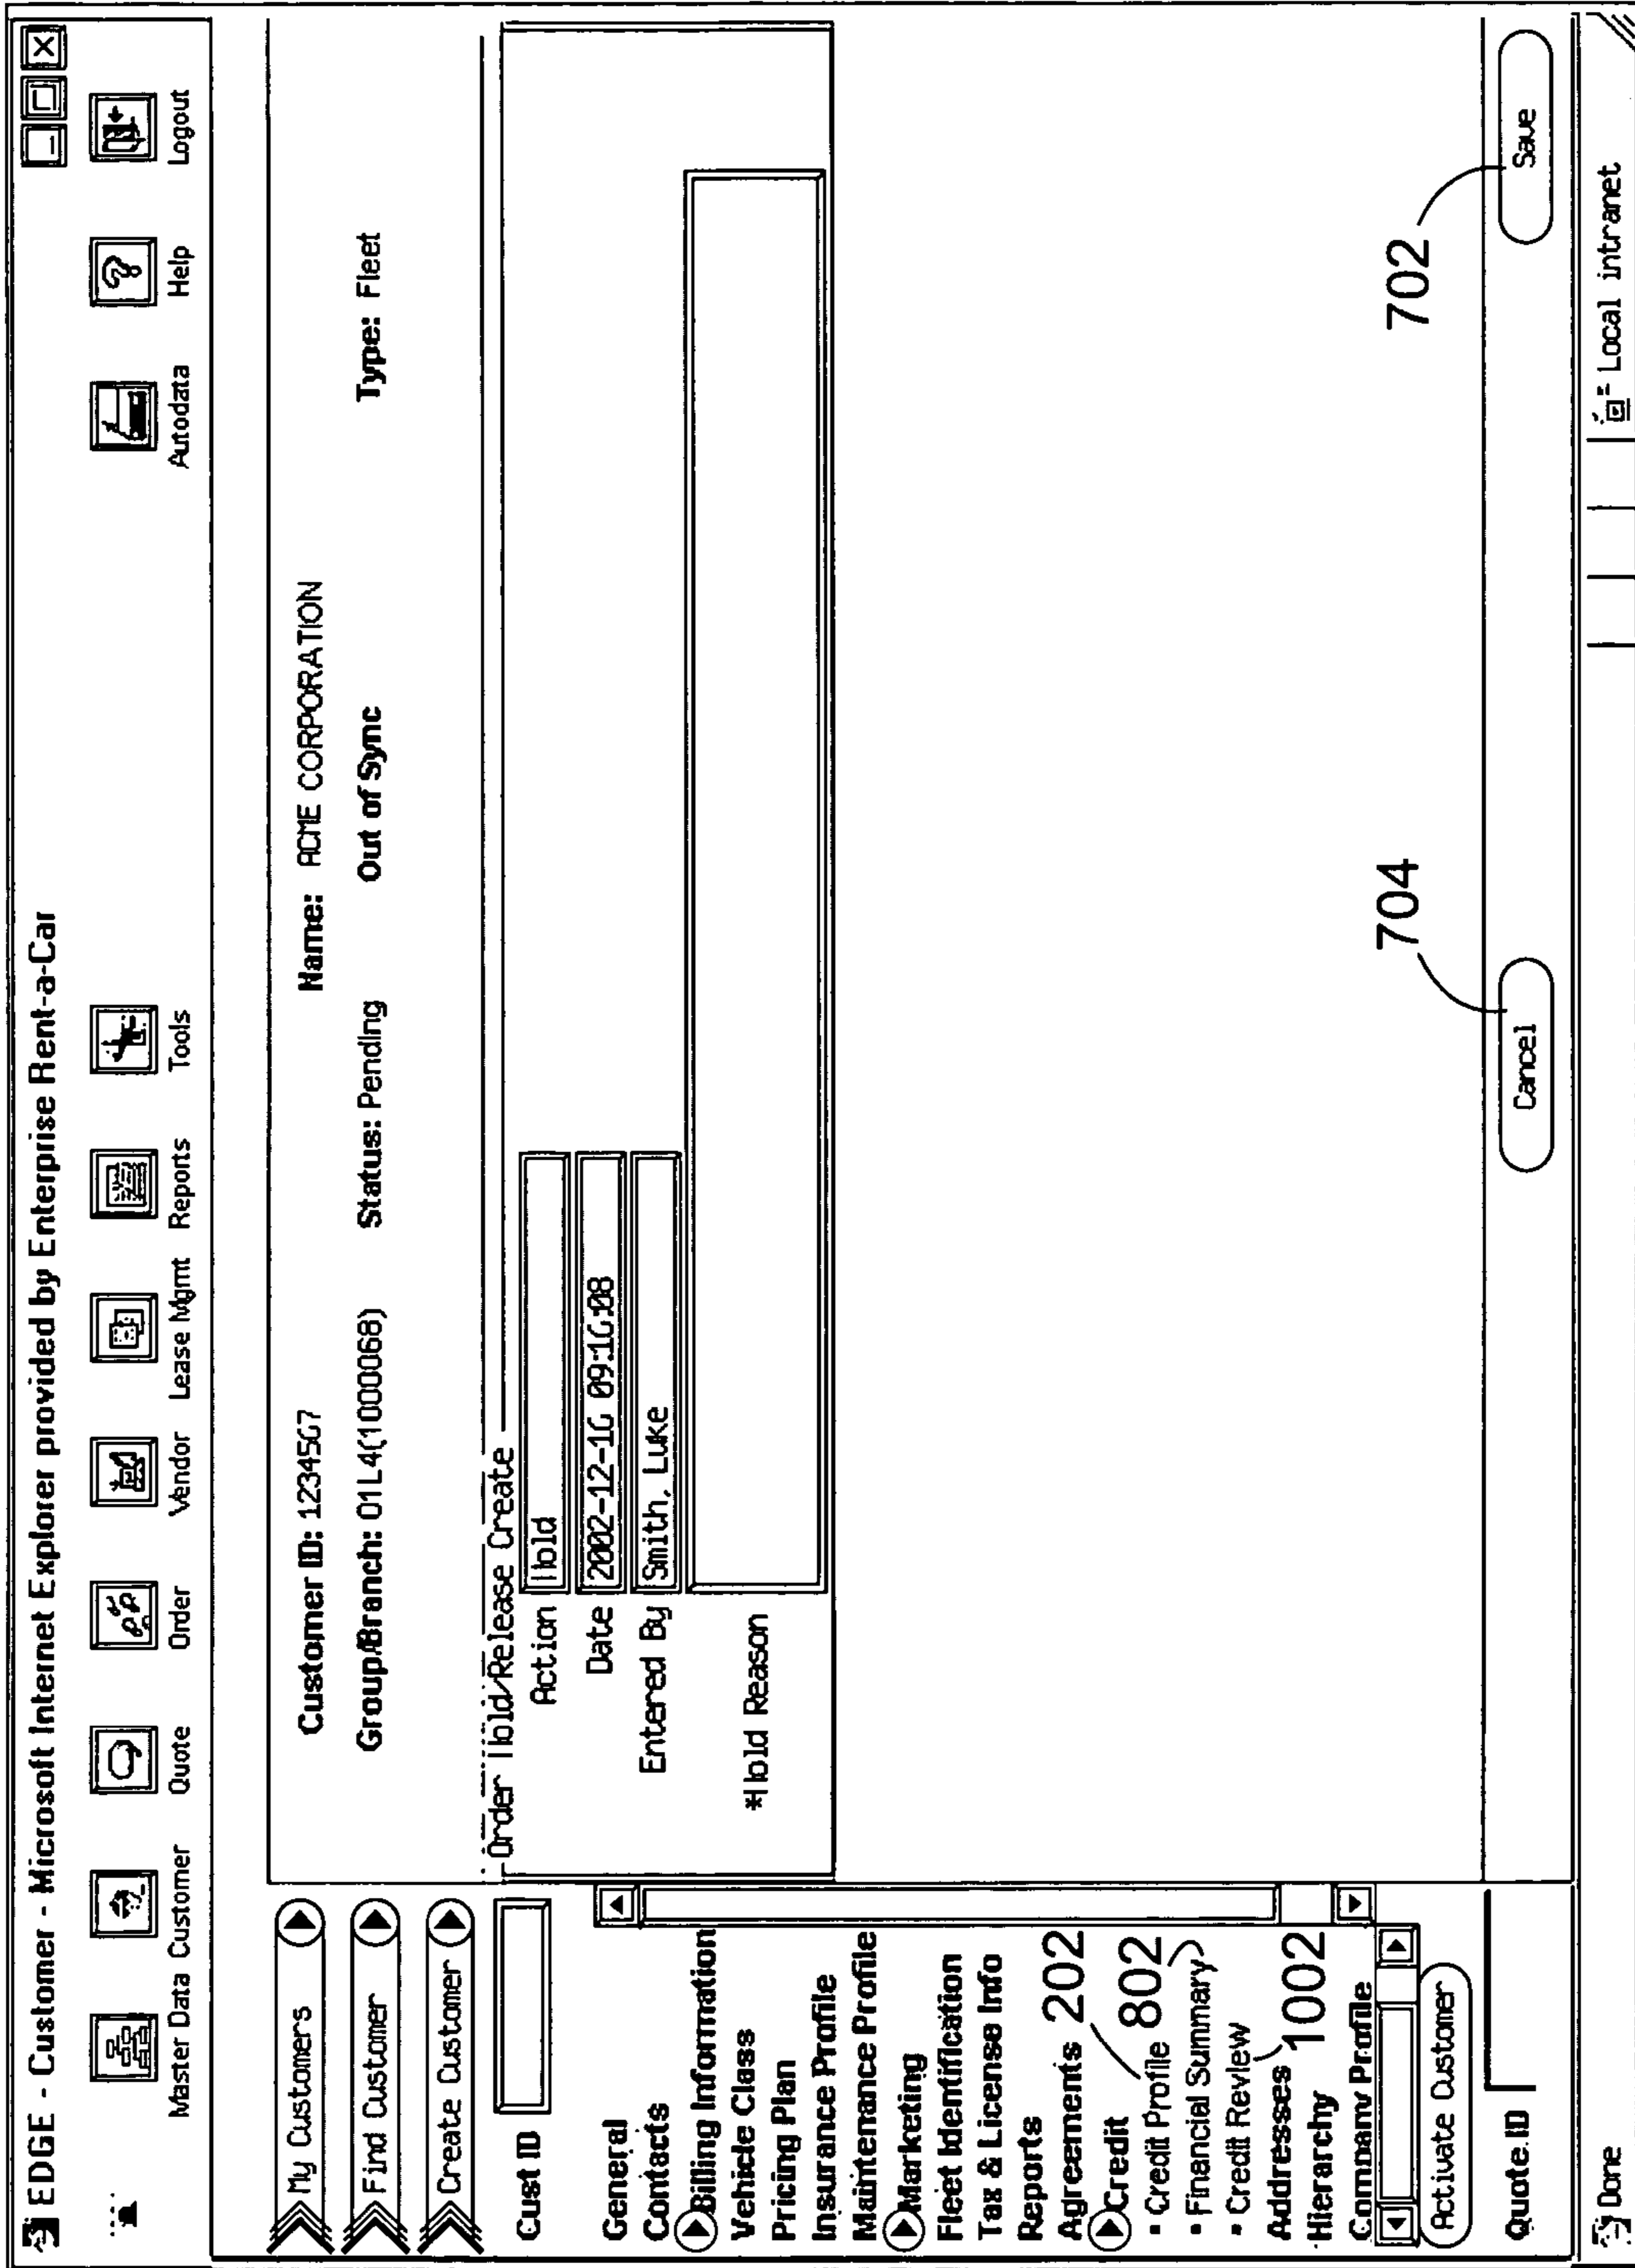 EDGE - Customer - Microsoft Internet Explorer provided by Enterprise Rent-a-Car
Master Data Customer Quote Order Vendor Lease Mgmt Reports Tools Autodata Help Logout
My Customers
Find Customer
Create Customer
Cust ID
General
Contacts
Billing Information
Vehicle Class
Pricing Plan
Insurance Profile
Maintenance Profile
Marketing
Fleet Identification
Tax & License Info
Reports
Agreements 202
Credit
• Credit Profile 802
• Financial Summary
• Credit Review
Addresses 1002
Hierarchy
Company Profile
Activate Customer
Quote ID
Customer ID: 1234567 Name: ACME CORPORATION
Group/Branch: 01L4(100068) Status: Pending Out of Sync Type: Fleet
Order Hold/Release Create
Action Hold
Date 2002-12-16 09:16:08
Entered By Smith, Luke
*Hold Reason
704 702
Cancel Save
Done Local intranet